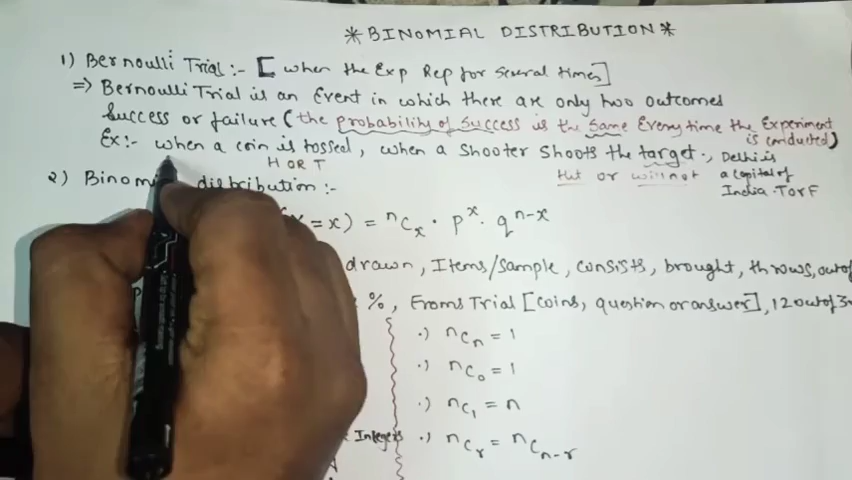 *BINOMIAL DISTRIBUTION*
1) Bernoulli Trial :- [when the Exp Rep for several times]
=> Bernoulli Trial is an Event in which there are only two outcomes
Success or failure (the probability of success is the same Every time the Experiment is conducted)
Ex:- when a coin is tossed, when a shooter shoots the target., Delhi is
H OR T
Hit or will not a capital of
India. T or F
2) Binom distribution :-
= x) = ⁿCₓ · pˣ · qⁿ⁻ˣ
drawn, Items/sample, consists, brought, throws, out of
%, From s Trial [coins, question or answer], 12 out of 3
·) ⁿCₙ = 1
·) ⁿC₀ = 1
·) ⁿC₁ = n
Integers ·) ⁿCᵣ = ⁿCₙ₋ᵣ